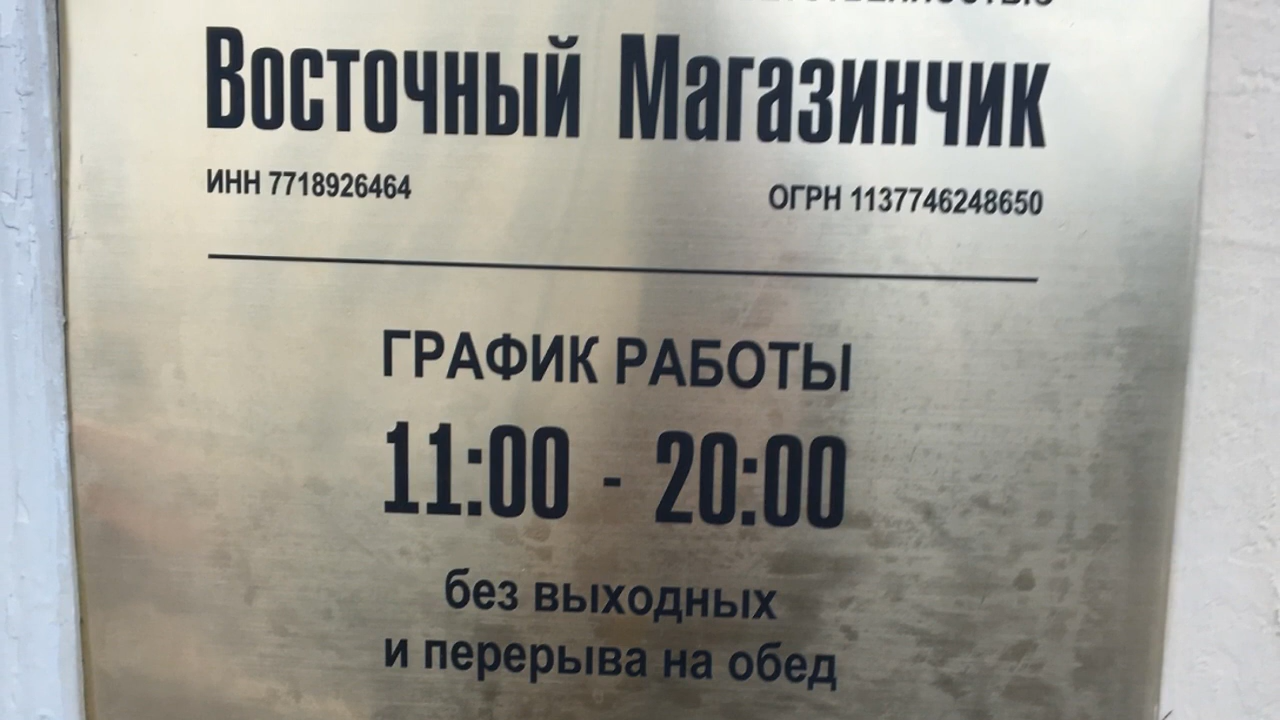 Восточный Магазинчик
ИНН 7718926464 ОГРН 1137746248650
ГРАФИК РАБОТЫ
11:00 - 20:00
без выходных
и перерыва на обед